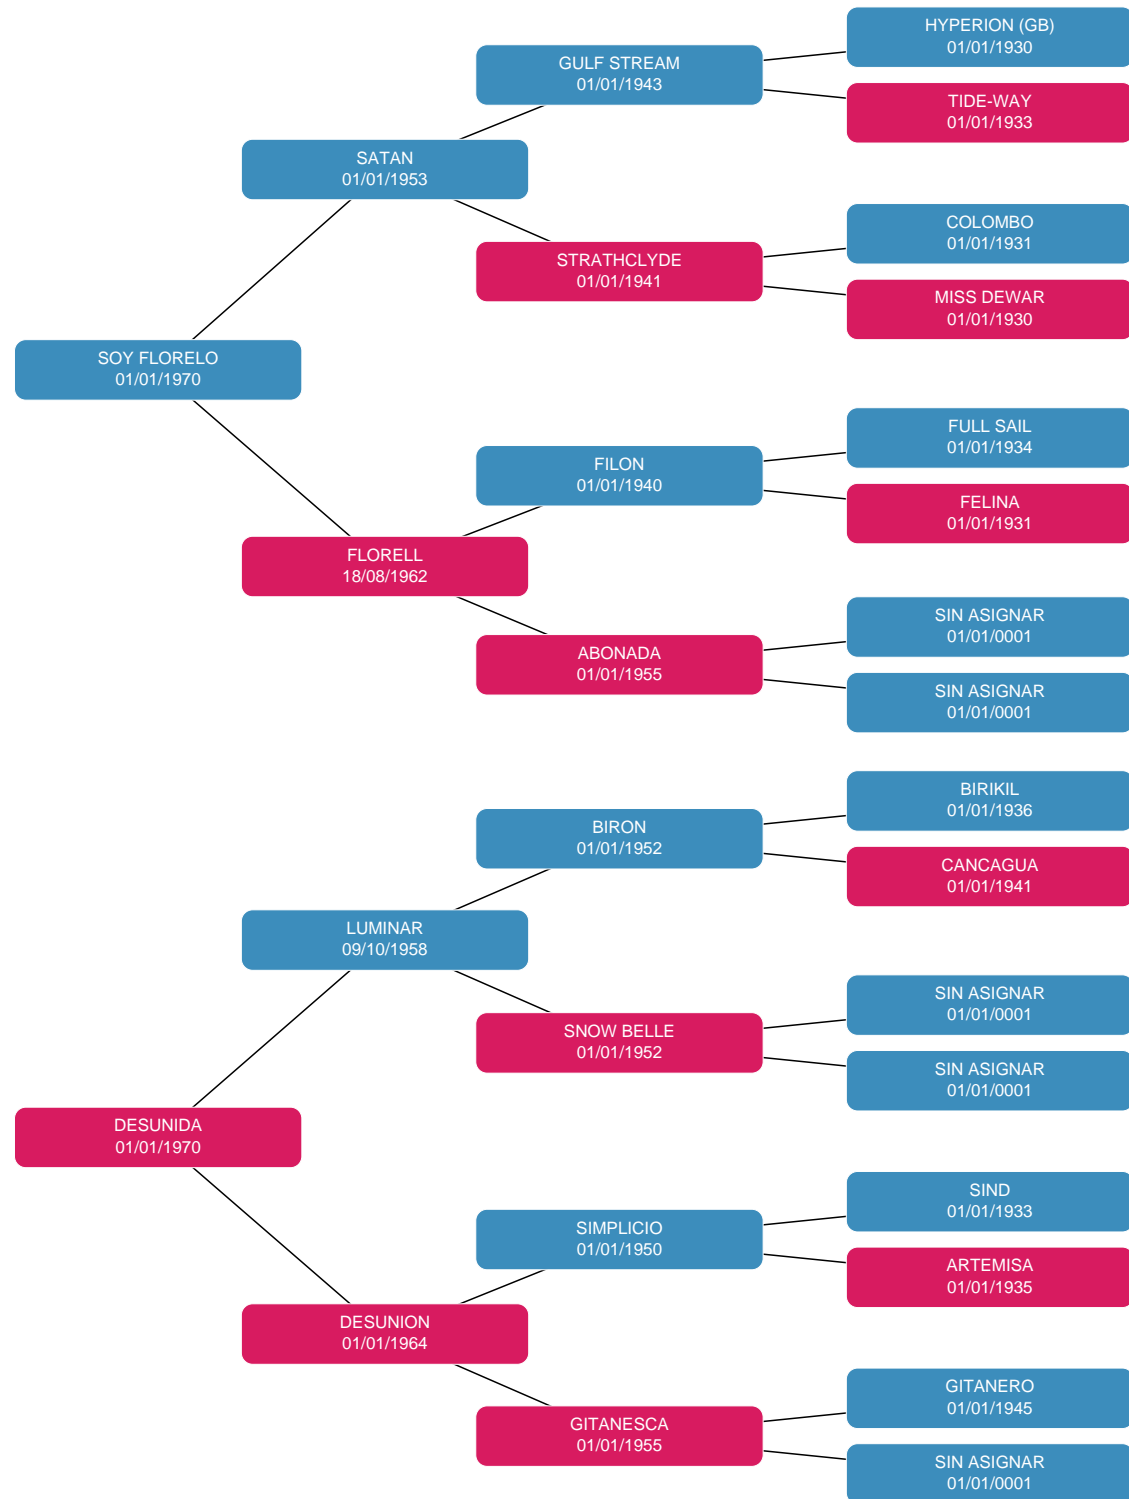 HYPERION (GB)
01/01/1930
GULF STREAM
01/01/1943
TIDE-WAY
01/01/1933
SATAN
01/01/1953
COLOMBO
01/01/1931
STRATHCLYDE
01/01/1941
MISS DEWAR
01/01/1930
SOY FLORELO
01/01/1970
FULL SAIL
01/01/1934
FILON
01/01/1940
FELINA
01/01/1931
FLORELL
18/08/1962
SIN ASIGNAR
01/01/0001
ABONADA
01/01/1955
SIN ASIGNAR
01/01/0001
BIRIKIL
01/01/1936
BIRON
01/01/1952
CANCAGUA
01/01/1941
LUMINAR
09/10/1958
SIN ASIGNAR
01/01/0001
SNOW BELLE
01/01/1952
SIN ASIGNAR
01/01/0001
DESUNIDA
01/01/1970
SIND
01/01/1933
SIMPLICIO
01/01/1950
ARTEMISA
01/01/1935
DESUNION
01/01/1964
GITANERO
01/01/1945
GITANESCA
01/01/1955
SIN ASIGNAR
01/01/0001